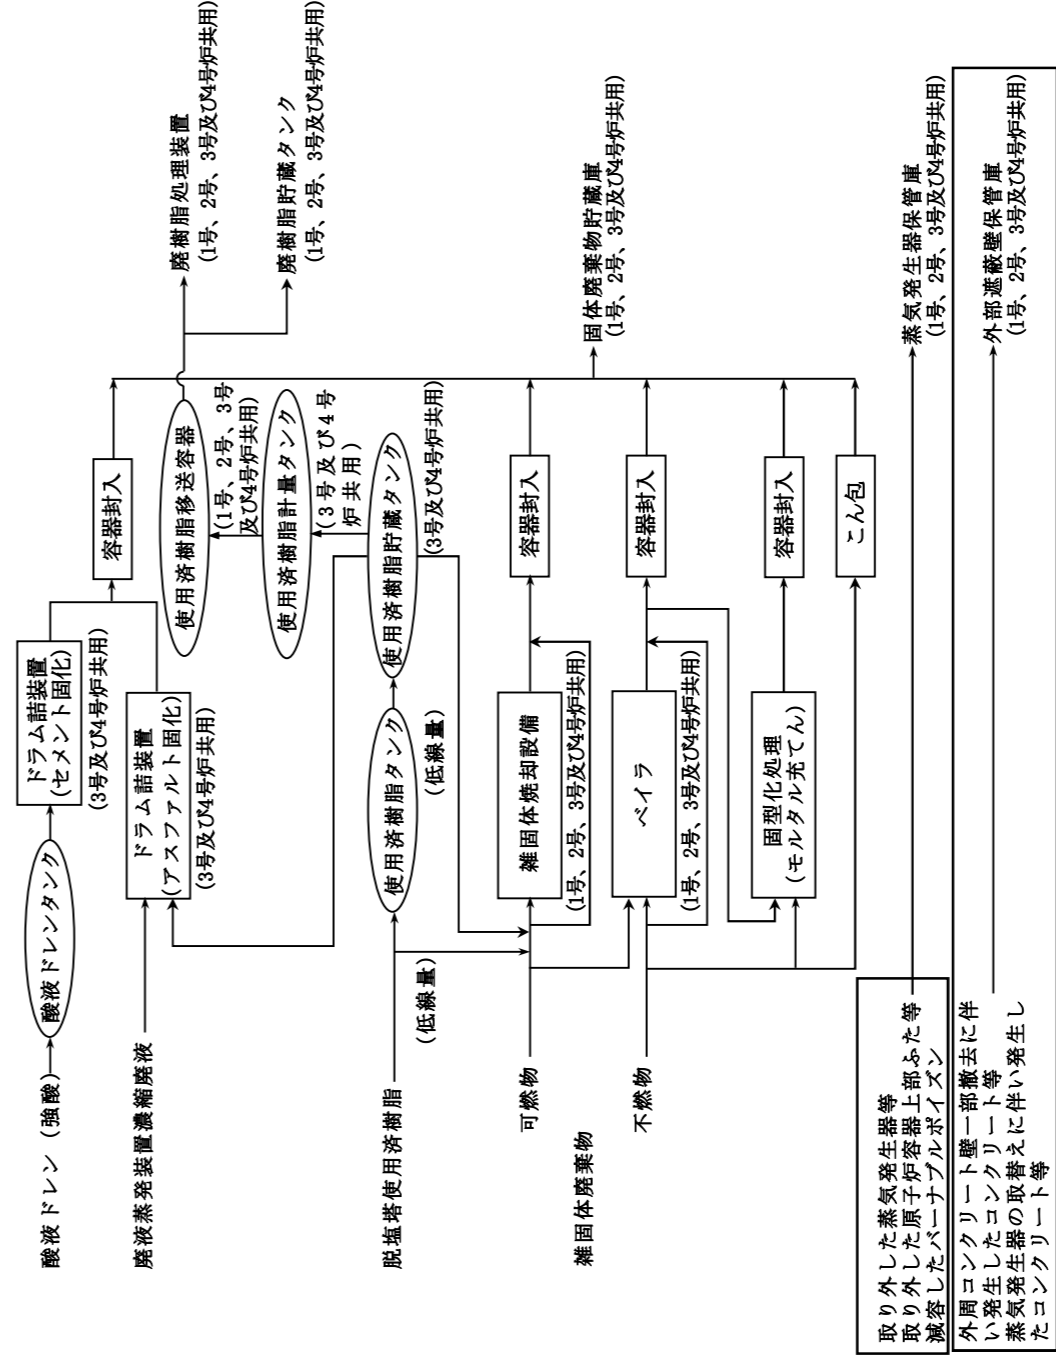 酸液ドレン（強酸）
酸液ドレンタンク
ドラム詰装置
(セメント固化)
(3号及び4号炉共用)
容器封入
廃液蒸発装置濃縮廃液
ドラム詰装置
(アスファルト固化)
(3号及び4号炉共用)
使用済樹脂移送容器
(1号、2号、3号
及び4号炉共用)
廃樹脂処理装置
(1号、2号、3号及び4号炉共用)
使用済樹脂計量タンク
(3号及び4号
炉共用)
廃樹脂貯蔵タンク
(1号、2号、3号及び4号炉共用)
脱塩塔使用済樹脂
使用済樹脂タンク
使用済樹脂貯蔵タンク
(3号及び4号炉共用)
(低線量)
(低線量)
雑固体廃棄物
可燃物
雑固体焼却設備
(1号、2号、3号及び4号炉共用)
容器封入
固体廃棄物貯蔵庫
(1号、2号、3号及び4号炉共用)
不燃物
ベイラ
(1号、2号、3号及び4号炉共用)
容器封入
固型化処理
(モルタル充てん)
容器封入
こん包
取り外した蒸気発生器等
取り外した原子炉容器上部ふた等
減容したバーナブルポイズン
蒸気発生器保管庫
(1号、2号、3号及び4号炉共用)
外周コンクリート壁一部撤去に伴
い発生したコンクリート等
蒸気発生器の取替えに伴い発生し
たコンクリート等
外部遮蔽壁保管庫
(1号、2号、3号及び4号炉共用)